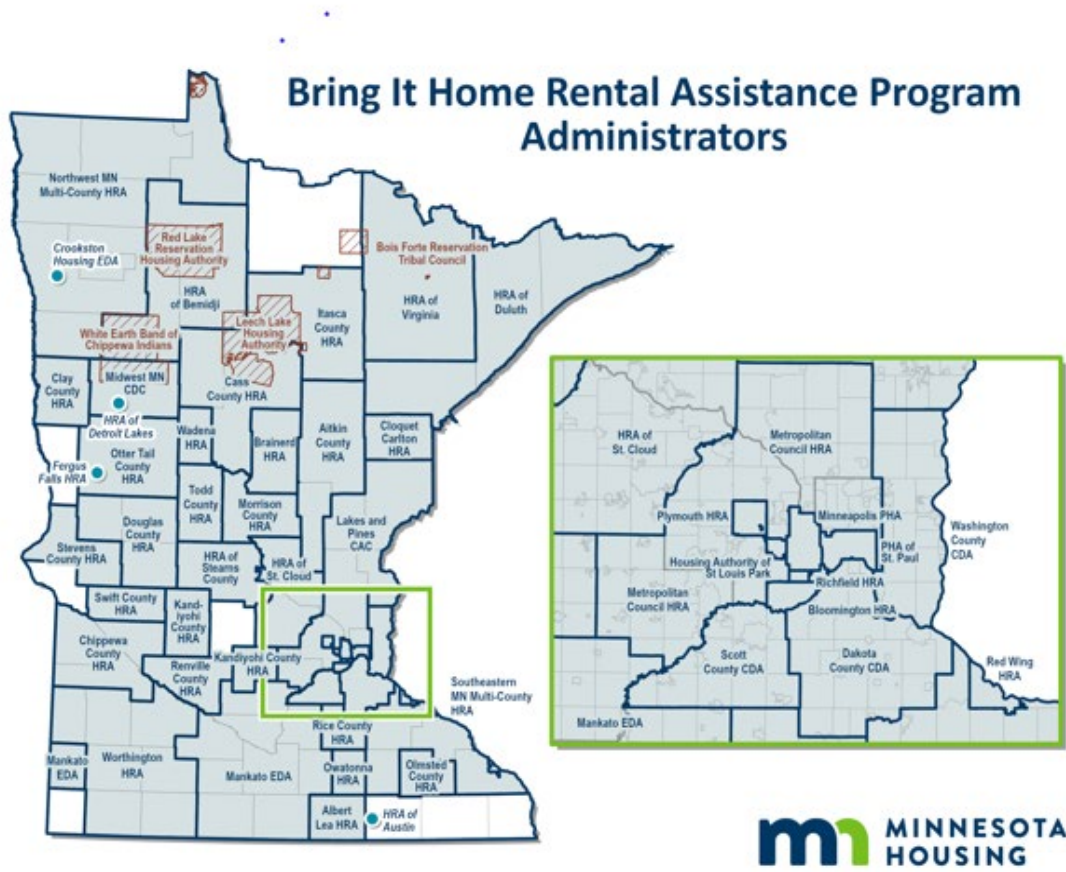 Bring It Home Rental Assistance Program
Administrators
Northwest MN
Multi-County HRA
Crookston
Housing EDA
Red Lake
Reservation
Housing Authority
HRA
of Bemidji
Bois Forte Reservation
Tribal Council
HRA of
Virginia
HRA of
Duluth
White Earth Band of
Chippewa Indians
Leech Lake
Housing
Authority
Itasca
County
HRA
Clay
County
HRA
Midwest MN
CDC
HRA of
Detroit Lakes
Cass
County HRA
Wadena
HRA
Brainerd
HRA
Aitkin
County
HRA
Cloquet
Carlton
HRA
Fergus
Falls HRA
Otter Tail
County
HRA
Todd
County
HRA
Morrison
County
HRA
Douglas
County
HRA
Lakes and
Pines
CAC
Stevens
County HRA
HRA of
Stearns
County
HRA of
St. Cloud
Swift County
HRA
Kand-
iyohi
County
HRA
Chippewa
County
HRA
Renville
County
HRA
Kandiyohi County
HRA
Southeastern
MN Multi-County
HRA
Rice County
HRA
Mankato
EDA
Worthington
HRA
Mankato EDA
Owatonna
HRA
Olmsted
County
HRA
Albert
Lea HRA
HRA of
Austin
HRA of
St. Cloud
Metropolitan
Council HRA
Plymouth HRA
Minneapolis PHA
Washington
County
CDA
Housing Authority of
St Louis Park
PHA of
St. Paul
Richfield HRA
Metropolitan
Council HRA
Bloomington HRA
Scott
County CDA
Dakota
County CDA
Red Wing
HRA
Mankato EDA
MINNESOTA
HOUSING